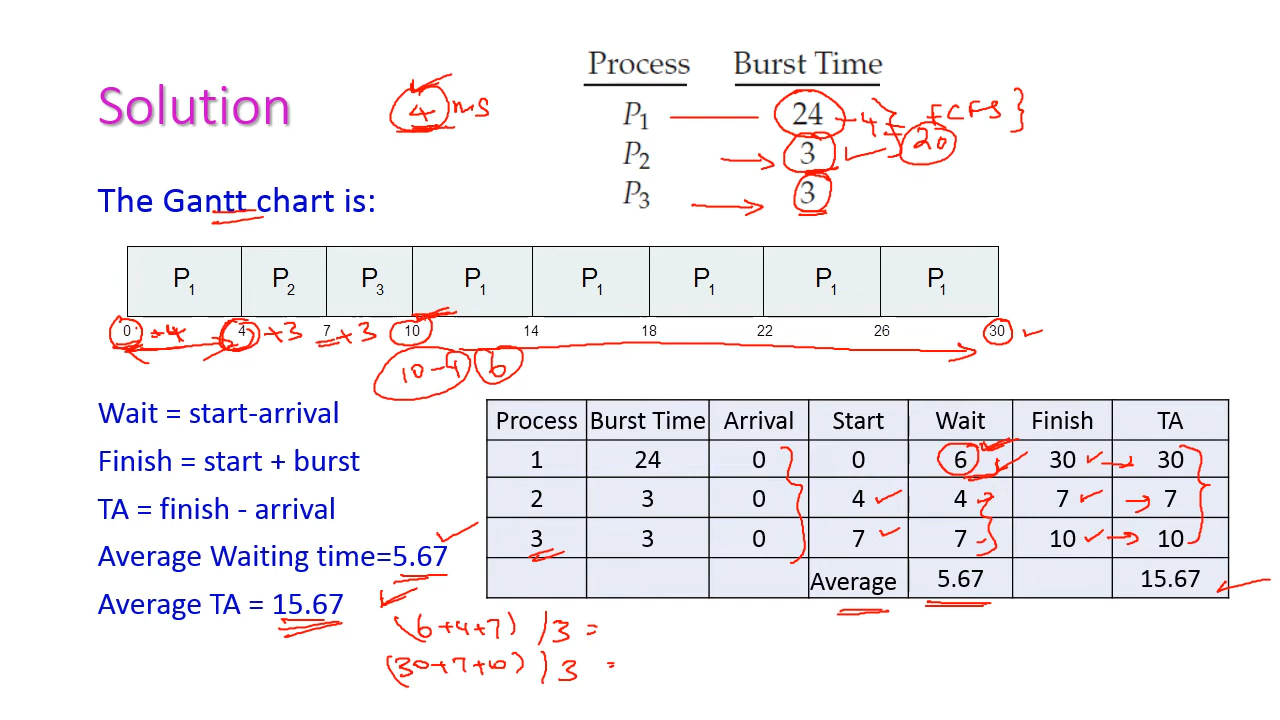 Solution
4 ms
Process Burst Time
P1 24 -4 FCFS
P2 3 20
P3 3
The Gantt chart is:
P1 P2 P3 P1 P1 P1 P1 P1
0 4 7 10 14 18 22 26 30
+4 +3 +3
10-4 6
Wait = start-arrival
Finish = start + burst
TA = finish - arrival
Average Waiting time=5.67
Average TA = 15.67
Process Burst Time Arrival Start Wait Finish TA
1 24 0 0 6 30 30
2 3 0 4 4 7 7
3 3 0 7 7 10 10
Average 5.67 15.67
(6+4+7) /3 =
(30+7+10) /3 =